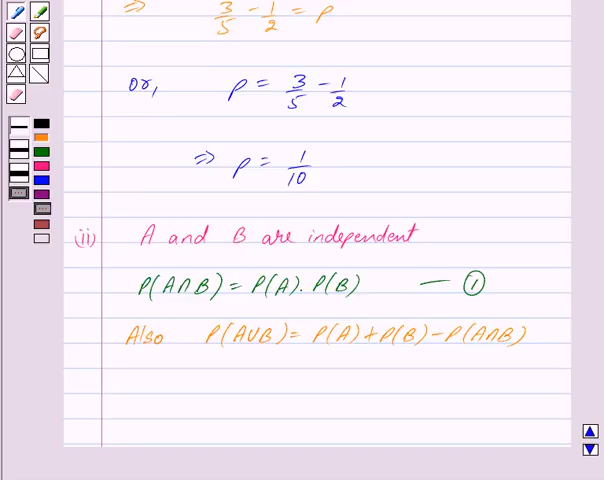 ⇒ 3/5 - 1/2 = p
or, p = 3/5 - 1/2
⇒ p = 1/10
(ii) A and B are independent
P(A∩B) = P(A). P(B) — ①
Also P(A∪B) = P(A) + P(B) - P(A∩B)